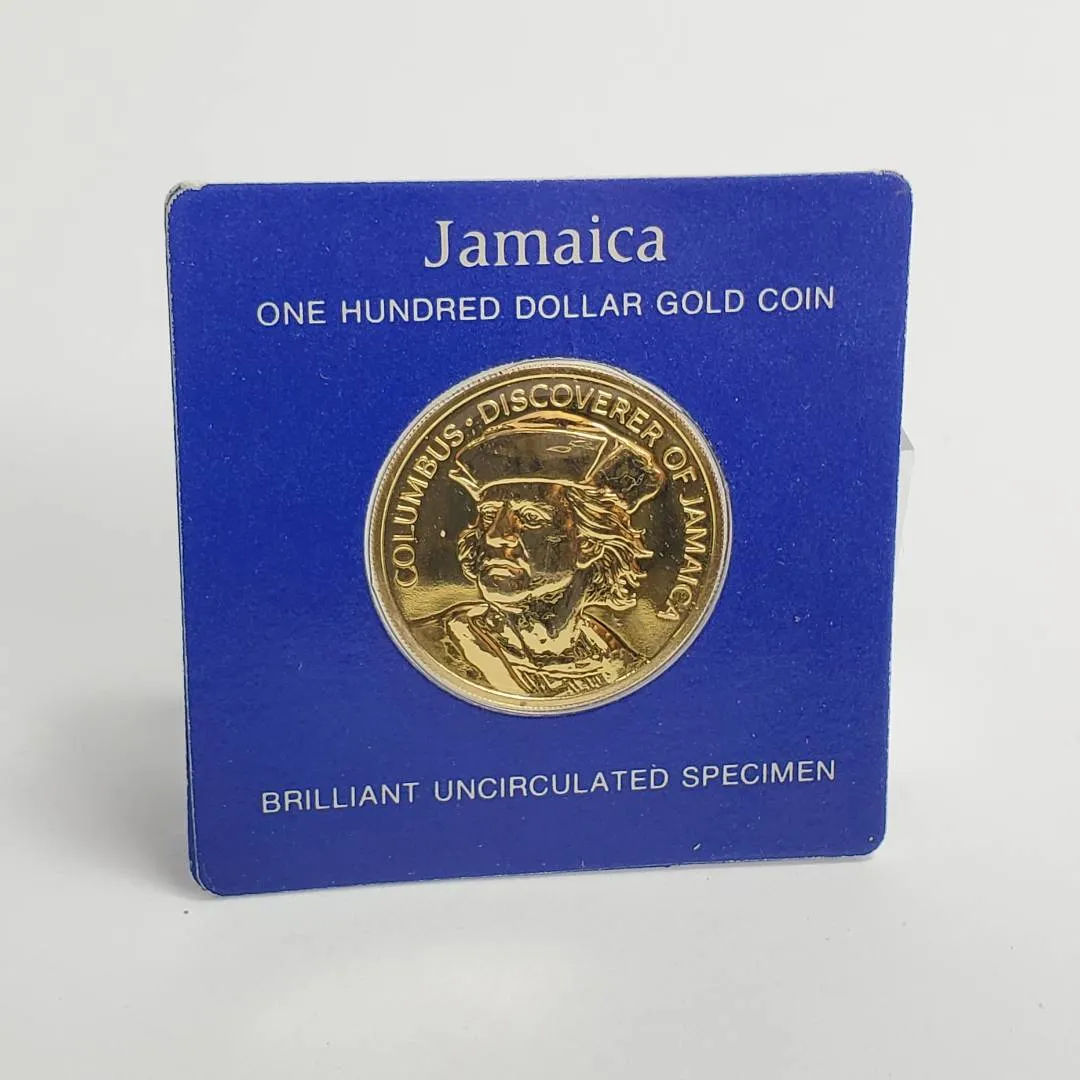 Jamaica
ONE HUNDRED DOLLAR GOLD COIN
COLUMBUS · DISCOVERER OF JAMAICA
BRILLIANT UNCIRCULATED SPECIMEN